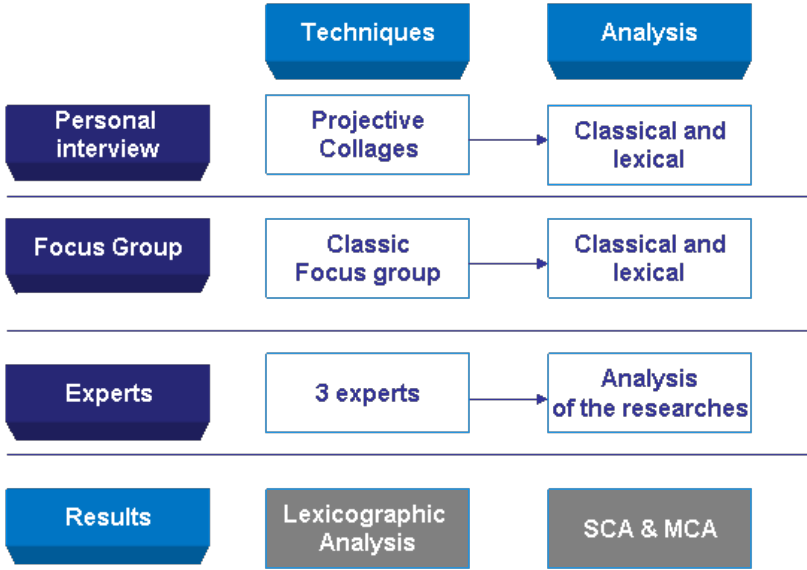 Techniques
Analysis
Personal
interview
Projective
Collages
Classical and
lexical
Focus Group
Classic
Focus group
Classical and
lexical
Experts
3 experts
Analysis
of the researches
Results
Lexicographic
Analysis
SCA & MCA